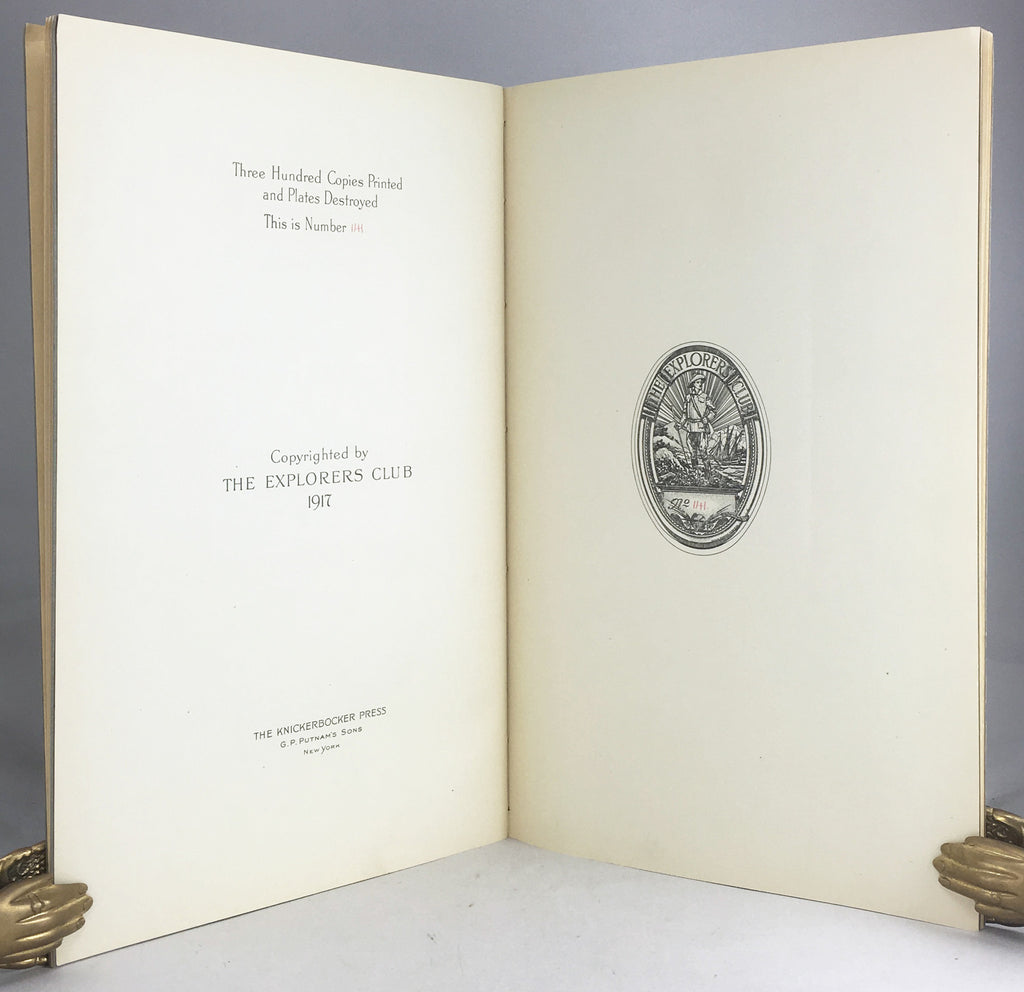 Three Hundred Copies Printed
and Plates Destroyed
This is Number
Copyrighted by
THE EXPLORERS CLUB
1917
THE KNICKERBOCKER PRESS
G. P. PUTNAM'S SONS
NEW YORK
THE EXPLORERS CLUB
No